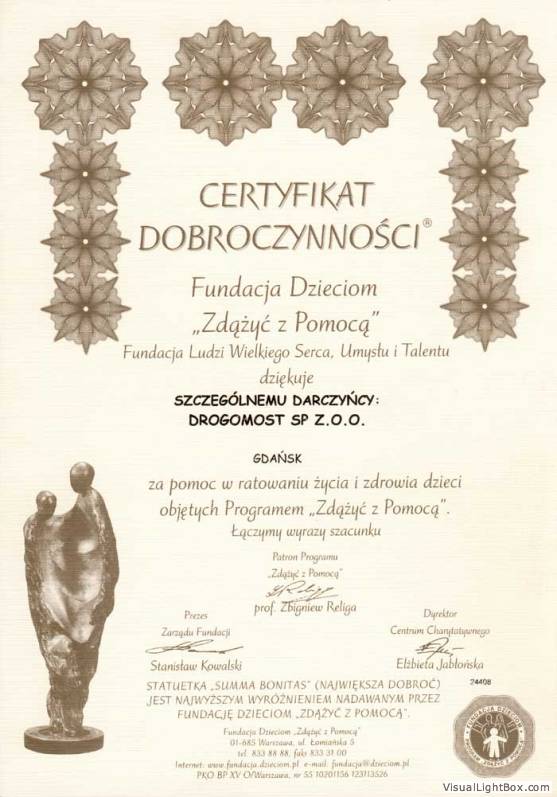 CERTYFIKAT
DOBROCZYNNOŚCI®
Fundacja Dzieciom
„Zdążyć z Pomocą”
Fundacja Ludzi Wielkiego Serca, Umysłu i Talentu
dziękuje
SZCZEGÓLNEMU DARCZYŃCY:
DROGOMOST SP Z.O.O.
GDAŃSK
za pomoc w ratowaniu życia i zdrowia dzieci
objętych Programem „Zdążyć z Pomocą”.
Łączymy wyrazy szacunku
Patron Programu
„Zdążyć z Pomocą”
prof. Zbigniew Religa
Prezes
Zarządu Fundacji
Stanisław Kowalski
Dyrektor
Centrum Charytatywnego
Elżbieta Jabłońska
24408
STATUETKA „SUMMA BONITAS” (NAJWIĘKSZA DOBROĆ)
JEST NAJWYŻSZYM WYRÓŻNIENIEM NADAWANYM PRZEZ
FUNDACJĘ DZIECIOM „ZDĄŻYĆ Z POMOCĄ”.
Fundacja Dzieciom „Zdążyć z Pomocą”
01-685 Warszawa, ul. Łomiańska 5
tel. 833 88 88, faks 833 31 00
Internet: www.fundacja.dzieciom.pl e-mail: fundacja@dzieciom.pl
PKO BP XV O/Warszawa, nr 55 10201156 123113526
FUNDACJA DZIECIOM
VisualLightBox.com